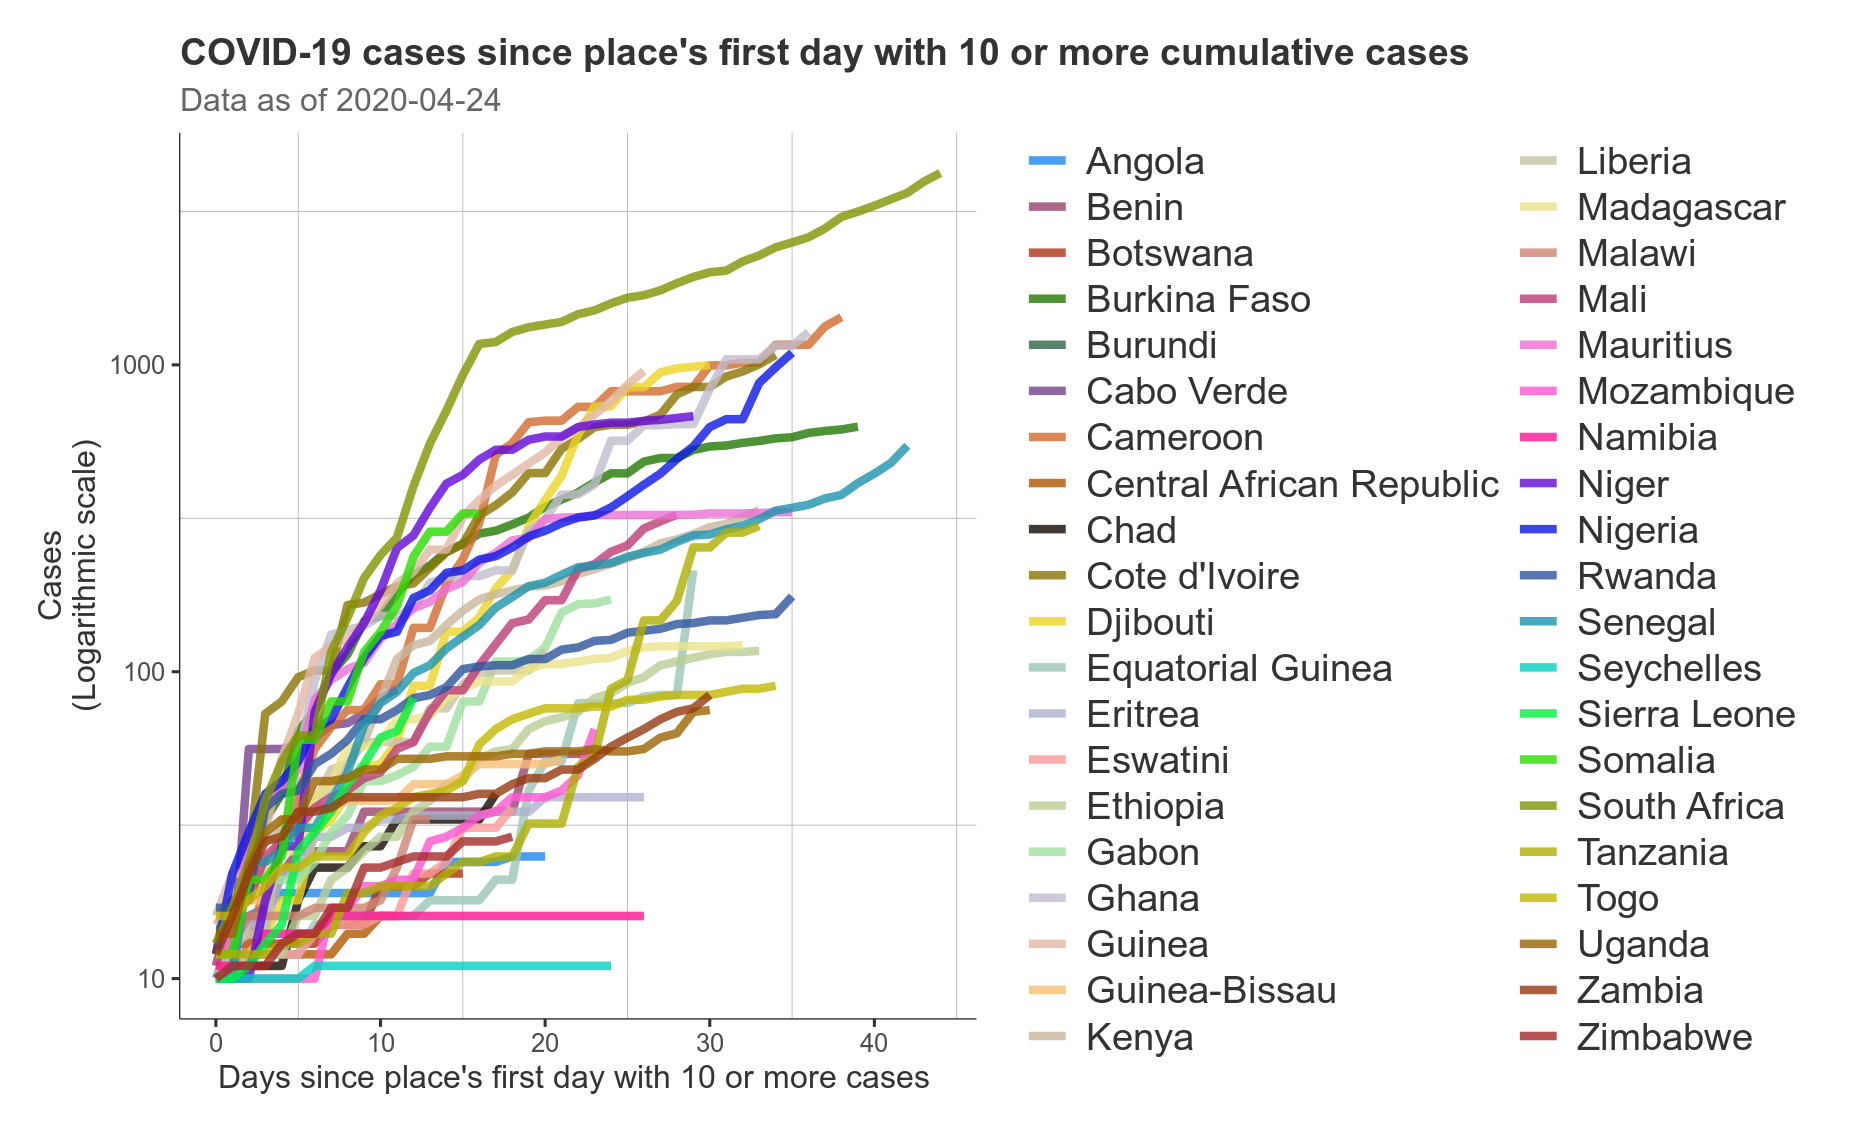 COVID-19 cases since place's first day with 10 or more cumulative cases
Data as of 2020-04-24
Cases
(Logarithmic scale)
1000
100
10
0 10 20 30 40
Days since place's first day with 10 or more cases
Angola
Benin
Botswana
Burkina Faso
Burundi
Cabo Verde
Cameroon
Central African Republic
Chad
Cote d'Ivoire
Djibouti
Equatorial Guinea
Eritrea
Eswatini
Ethiopia
Gabon
Ghana
Guinea
Guinea-Bissau
Kenya
Liberia
Madagascar
Malawi
Mali
Mauritius
Mozambique
Namibia
Niger
Nigeria
Rwanda
Senegal
Seychelles
Sierra Leone
Somalia
South Africa
Tanzania
Togo
Uganda
Zambia
Zimbabwe